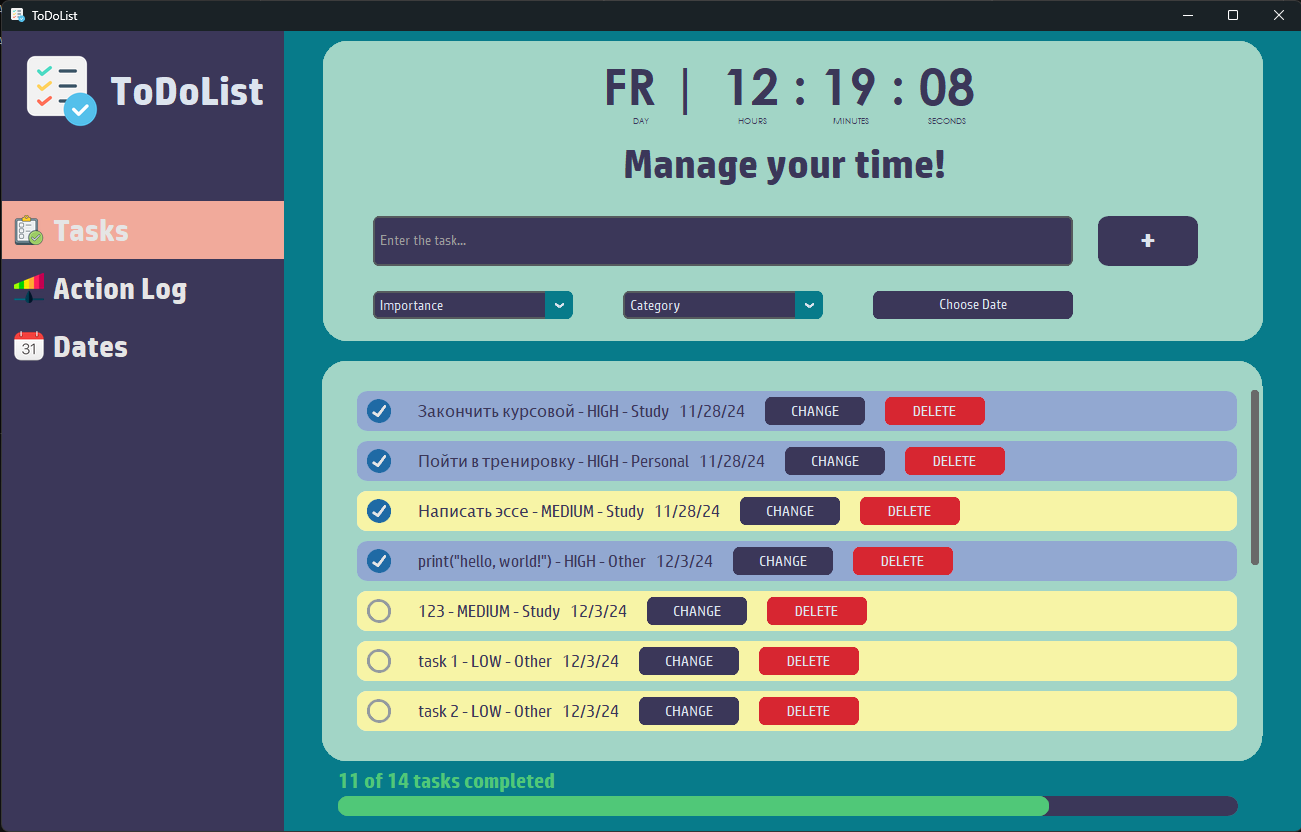 ToDoList
ToDoList
Tasks
Action Log
31 Dates
FR | 12 : 19 : 08
DAY HOURS MINUTES SECONDS
Manage your time!
Enter the task... +
Importance Category Choose Date
Закончить курсовой - HIGH - Study 11/28/24 CHANGE DELETE
Пойти в тренировку - HIGH - Personal 11/28/24 CHANGE DELETE
Написать эссе - MEDIUM - Study 11/28/24 CHANGE DELETE
print("hello, world!") - HIGH - Other 12/3/24 CHANGE DELETE
123 - MEDIUM - Study 12/3/24 CHANGE DELETE
task 1 - LOW - Other 12/3/24 CHANGE DELETE
task 2 - LOW - Other 12/3/24 CHANGE DELETE
11 of 14 tasks completed